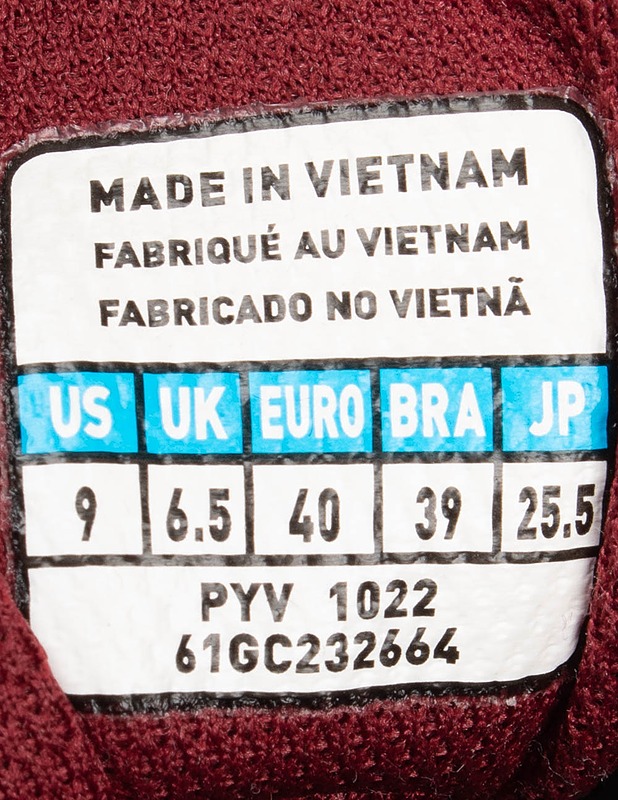 MADE IN VIETNAM
FABRIQUÉ AU VIETNAM
FABRICADO NO VIETNÃ
US UK EURO BRA JP
9 6.5 40 39 25.5
PYV 1022
61GC232664